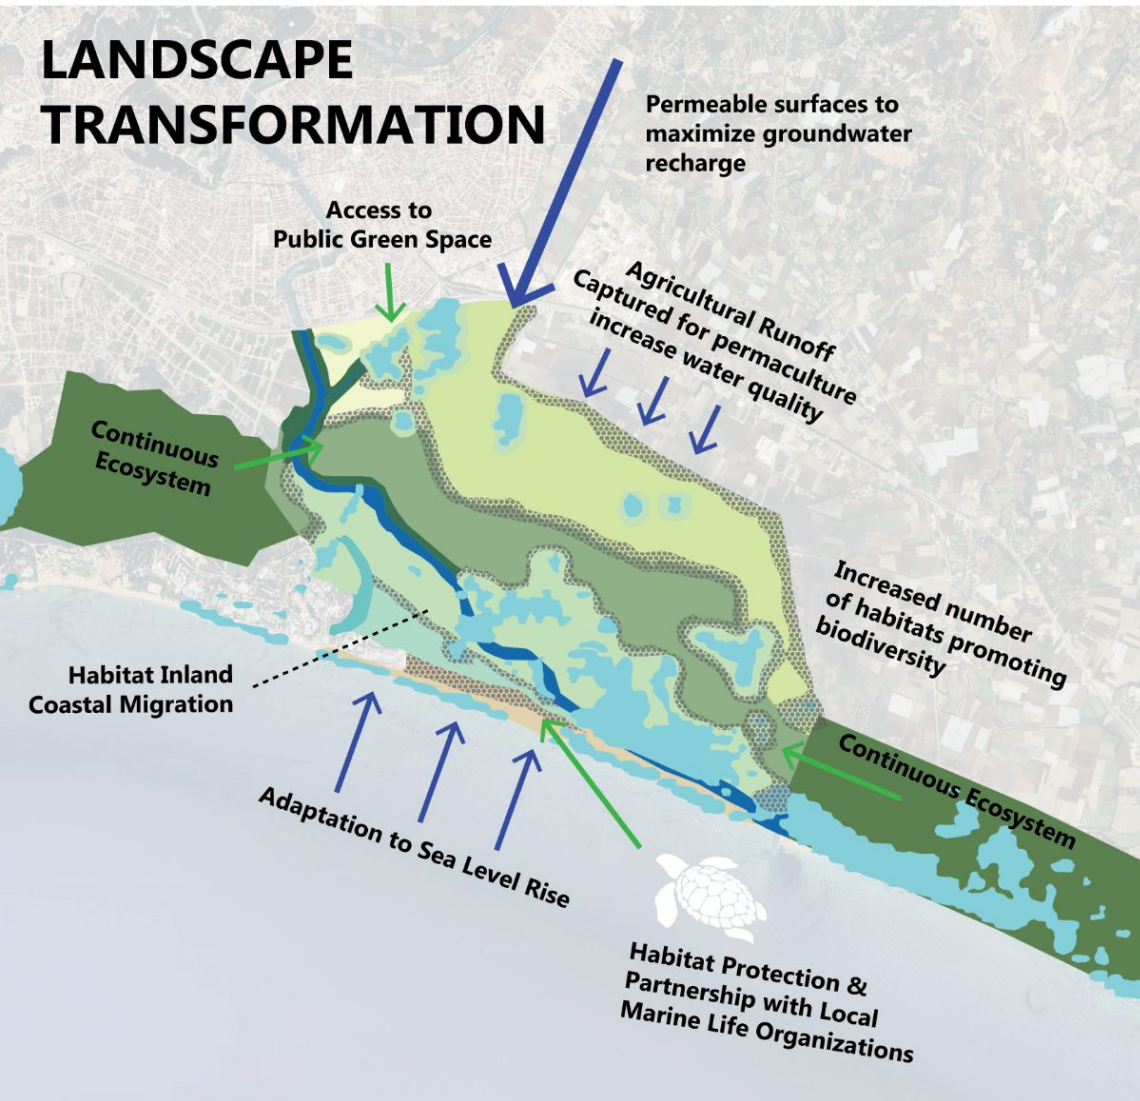 LANDSCAPE
TRANSFORMATION
Permeable surfaces to
maximize groundwater
recharge
Access to
Public Green Space
Agricultural Runoff
Captured for permaculture
increase water quality
Continuous
Ecosystem
Increased number
of habitats promoting
biodiversity
Habitat Inland
Coastal Migration
Continuous Ecosystem
Adaptation to Sea Level Rise
Habitat Protection &
Partnership with Local
Marine Life Organizations